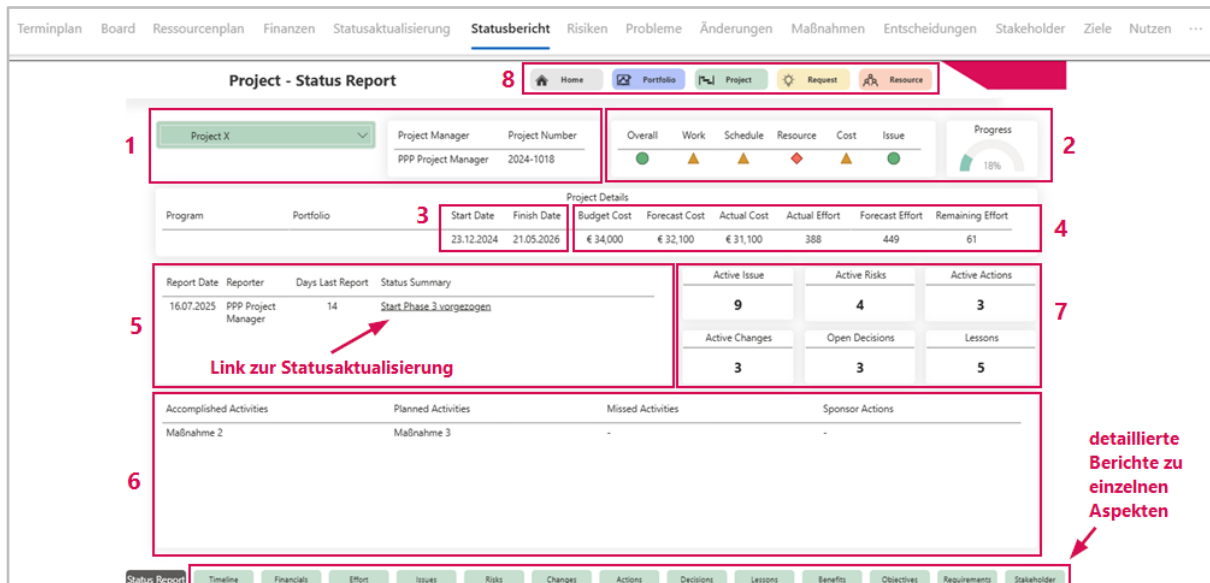 Terminplan Board Ressourcenplan Finanzen Statusaktualisierung Statusbericht Risiken Probleme Änderungen Maßnahmen Entscheidungen Stakeholder Ziele Nutzen ...
Project - Status Report
8 Home Portfolio Project Request Resource
1
Project X
Project Manager Project Number
PPP Project Manager 2024-1018
Overall Work Schedule Resource Cost Issue
Progress
18%
2
Project Details
Program Portfolio
3 Start Date Finish Date
23.12.2024 21.05.2026
Budget Cost Forecast Cost Actual Cost Actual Effort Forecast Effort Remaining Effort
€ 34,000 € 32,100 € 31,100 388 449 61
4
5
Report Date Reporter Days Last Report Status Summary
16.07.2025 PPP Project 14 Start Phase 3 vorgezogen
Manager
Link zur Statusaktualisierung
Active Issue Active Risks Active Actions
9 4 3
7
Active Changes Open Decisions Lessons
3 3 5
Accomplished Activities Planned Activities Missed Activities Sponsor Actions
Maßnahme 2 Maßnahme 3 - -
6
detaillierte
Berichte zu
einzelnen
Aspekten
Status Report Timeline Financials Effort Issues Risks Changes Actions Decisions Lessons Benefits Objectives Requirements Stakeholder